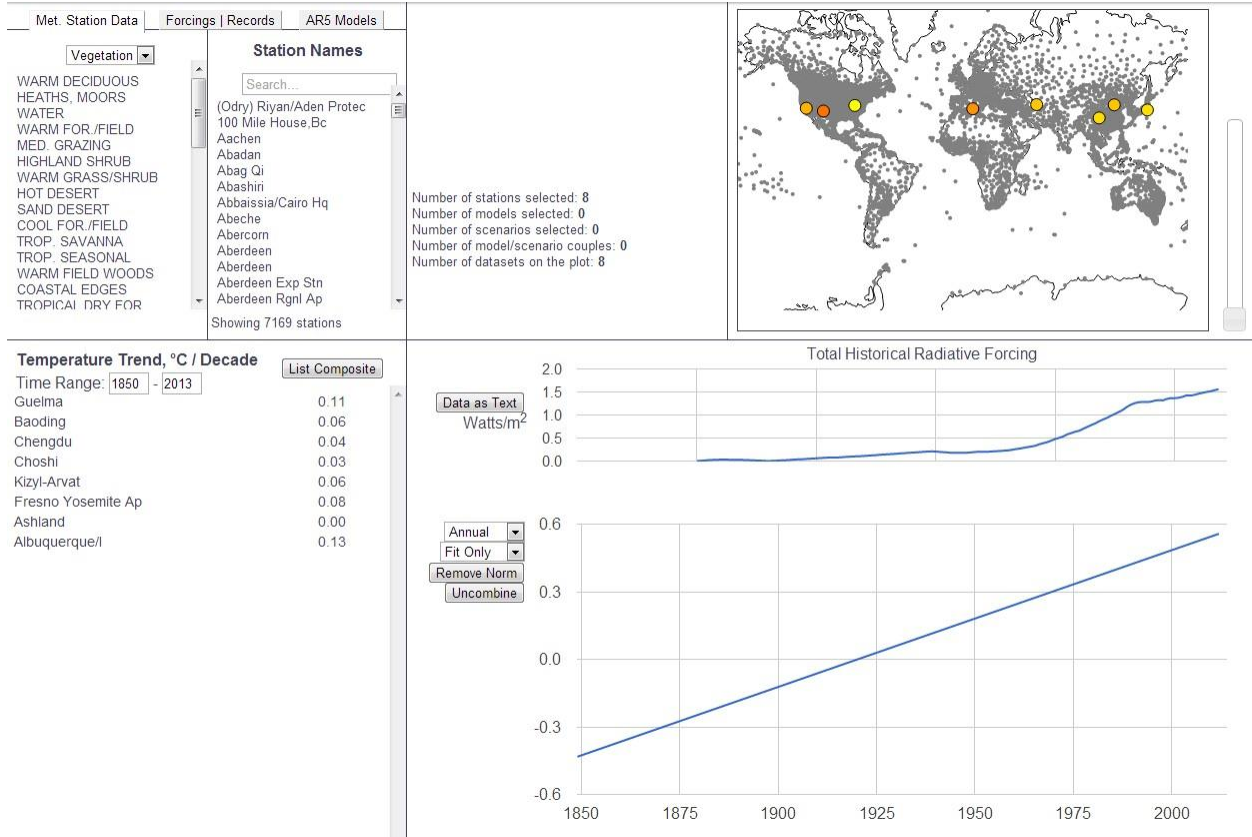 Met. Station Data
Forcings | Records
AR5 Models
Vegetation
WARM DECIDUOUS
HEATHS, MOORS
WATER
WARM FOR./FIELD
MED. GRAZING
HIGHLAND SHRUB
WARM GRASS/SHRUB
HOT DESERT
SAND DESERT
COOL FOR./FIELD
TROP. SAVANNA
TROP. SEASONAL
WARM FIELD WOODS
COASTAL EDGES
TROPICAL DRY FOR
Station Names
Search...
(Odry) Riyan/Aden Protec
100 Mile House,Bc
Aachen
Abadan
Abag Qi
Abashiri
Abbaissia/Cairo Hq
Abeche
Abercorn
Aberdeen
Aberdeen
Aberdeen Exp Stn
Aberdeen Rgnl Ap
Showing 7169 stations
Number of stations selected: 8
Number of models selected: 0
Number of scenarios selected: 0
Number of model/scenario couples: 0
Number of datasets on the plot: 8
Temperature Trend, °C / Decade
List Composite
Time Range: 1850 - 2013
Guelma 0.11
Baoding 0.06
Chengdu 0.04
Choshi 0.03
Kizyl-Arvat 0.06
Fresno Yosemite Ap 0.08
Ashland 0.00
Albuquerque/I 0.13
Total Historical Radiative Forcing
Data as Text
Watts/m2
2.0
1.5
1.0
0.5
0.0
Annual
Fit Only
Remove Norm
Uncombine
0.6
0.3
0.0
-0.3
-0.6
1850 1875 1900 1925 1950 1975 2000